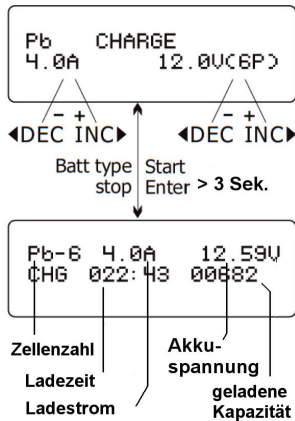 Pb CHARGE
4.0A 12.0V(6P)
- + - +
◀DEC INC▶ ◀DEC INC▶
Batt type Start
stop Enter > 3 Sek.
Pb-6 4.0A 12.59V
CHG 022:43 00682
Zellenzahl Akku-
Ladezeit spannung
Ladestrom geladene
Kapazität